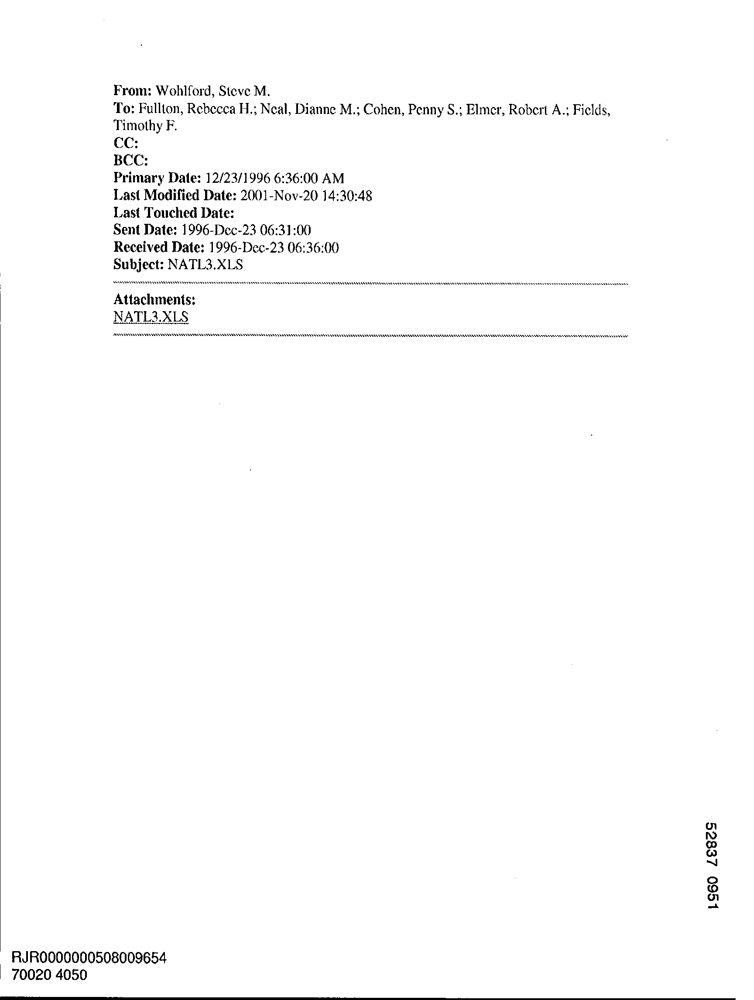 From: Wohlford, Steve M.
To: Fullton, Rebecca H.; Neal, Dianne M.; Cohen, Penny S.; Elmer, Robert A.; Fields,
Timothy F.
CC:
BCC:
Primary Date: 12/23/1996 6:36:00 AM
Last Modified Date: 2001-Nov-20 14:30:48
Last Touched Date:
Sent Date: 1996-Dec-23 06:31:00
Received Date: 1996-Dec-23 06:36:00
Subject: NATL3.XLS
Attachments:
NATL3.XLS
52837 0951
RJR0000000508009654
70020 4050